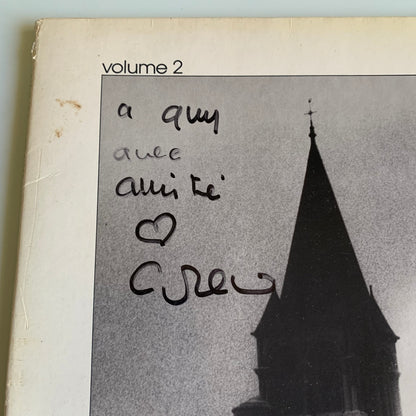 volume 2
a guy
avec
amitié